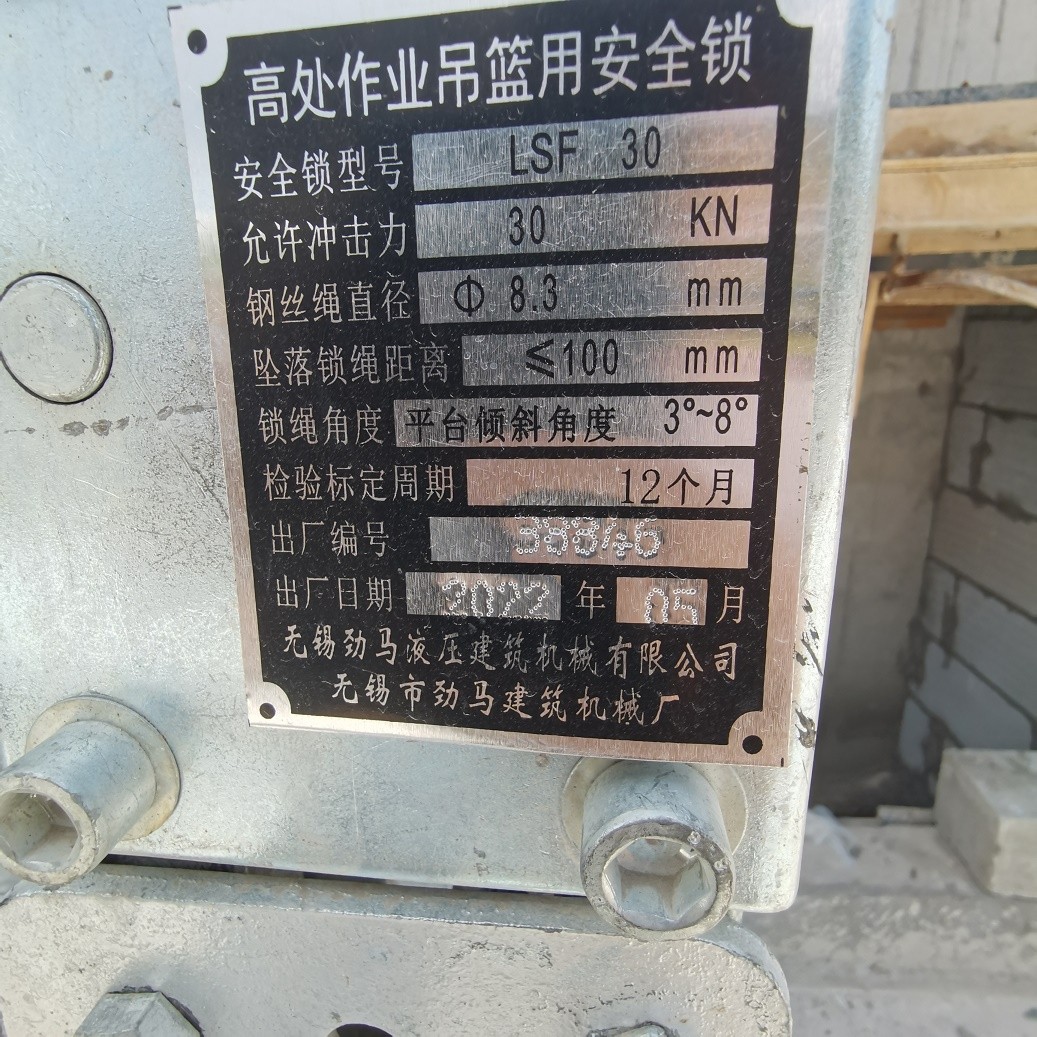 高处作业吊篮用安全锁
安全锁型号 LSF 30
允许冲击力 30 KN
钢丝绳直径 Φ 8.3 mm
坠落锁绳距离 ≤100 mm
锁绳角度 平台倾斜角度 3°~8°
检验标定周期 12个月
出厂编号 39846
出厂日期 2022 年 05 月
无锡劲马液压建筑机械有限公司
无锡市劲马建筑机械厂